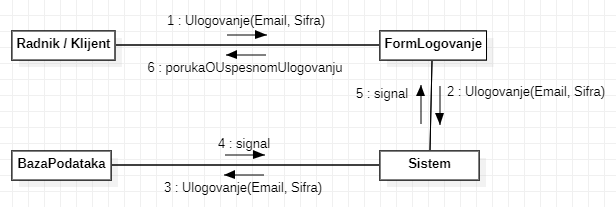 1 : Ulogovanje(Email, Sifra)
Radnik / Klijent
FormLogovanje
6 : porukaOUspesnomUlogovanju
5 : signal
2 : Ulogovanje(Email, Sifra)
4 : signal
BazaPodataka
Sistem
3 : Ulogovanje(Email, Sifra)